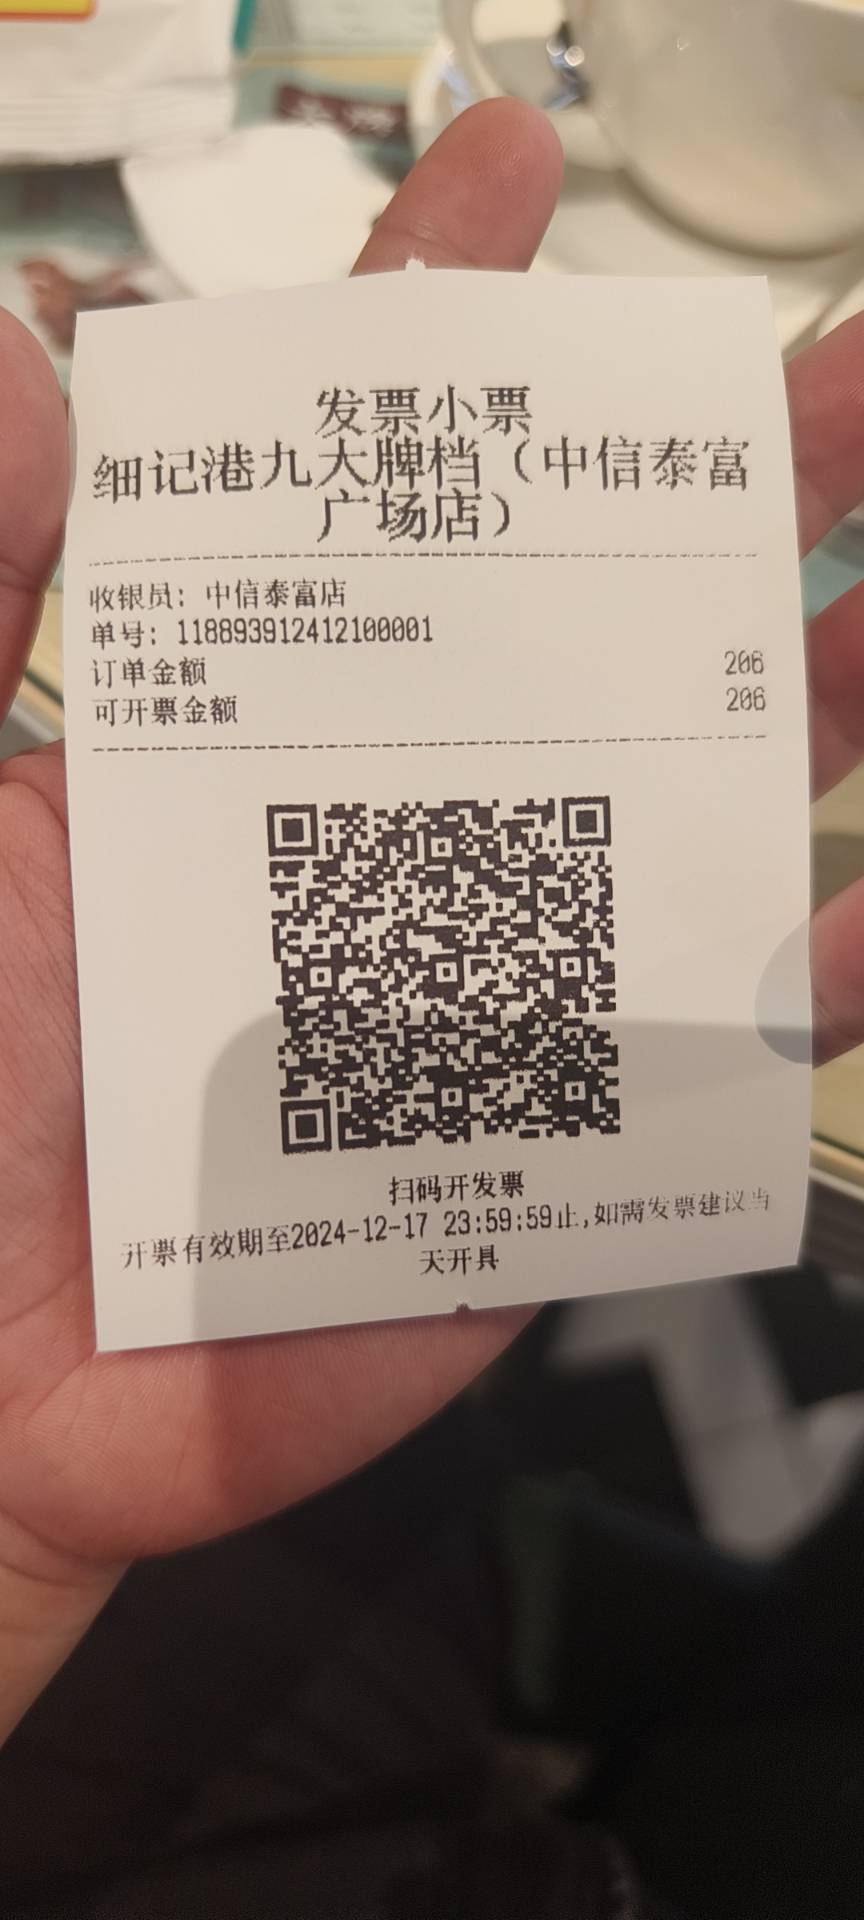 发票小票
细记港九大牌档（中信泰富
广场店）
收银员: 中信泰富店
单号: 118893912412100001
订单金额 206
可开票金额 206
扫码开发票
开票有效期至2024-12-17 23:59:59止,如需发票建议当
天开具